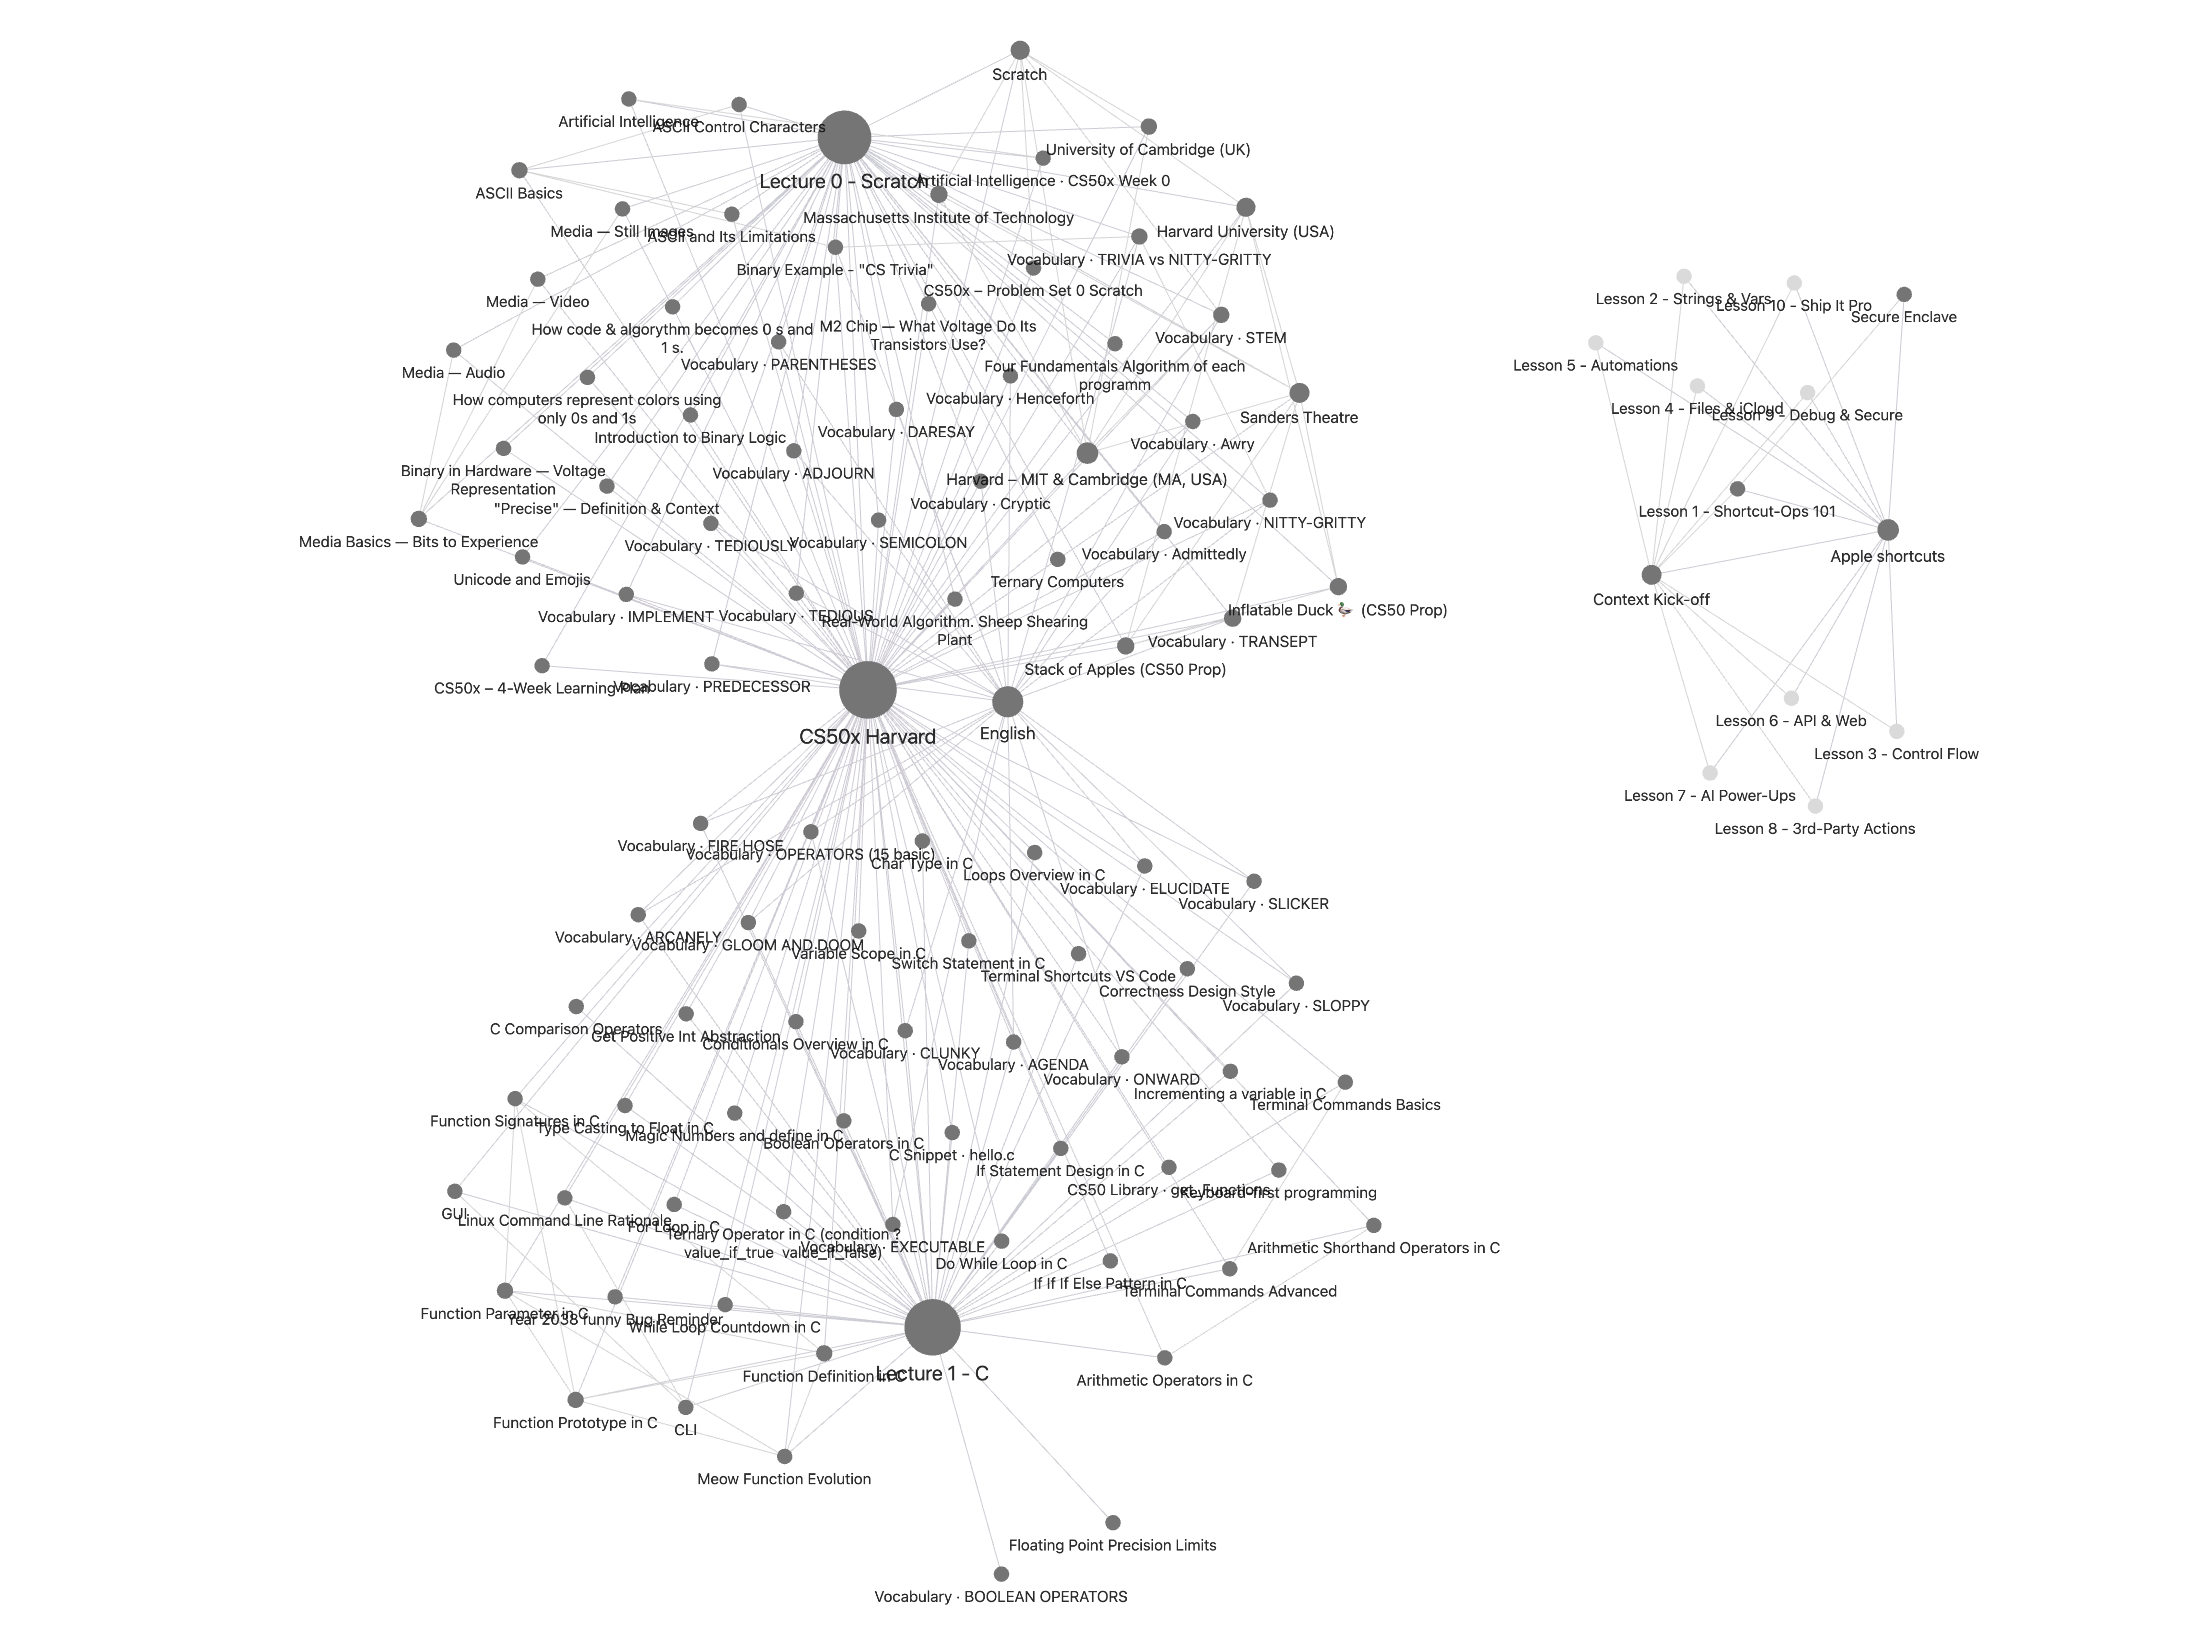 Scratch
Artificial Intelligence
ASCII Control Characters
University of Cambridge (UK)
Lecture 0 - Scratch
Artificial Intelligence · CS50x Week 0
ASCII Basics
Massachusetts Institute of Technology
Media — Still Images
ASCII and Its Limitations
Harvard University (USA)
Vocabulary · TRIVIA vs NITTY-GRITTY
Binary Example - "CS Trivia"
CS50x – Problem Set 0 Scratch
Media — Video
How code & algorythm becomes 0 s and
1 s.
M2 Chip — What Voltage Do Its
Transistors Use?
Vocabulary · STEM
Vocabulary · PARENTHESES
Four Fundamentals Algorithm of each
programm
Media — Audio
How computers represent colors using
only 0s and 1s
Vocabulary · Henceforth
Sanders Theatre
Introduction to Binary Logic
Vocabulary · DARESAY
Vocabulary · Awry
Binary in Hardware — Voltage
Representation
Vocabulary · ADJOURN
Harvard – MIT & Cambridge (MA, USA)
"Precise" — Definition & Context
Vocabulary · Cryptic
Vocabulary · NITTY-GRITTY
Media Basics — Bits to Experience
Vocabulary · TEDIOUSLY
Vocabulary · SEMICOLON
Vocabulary · Admittedly
Unicode and Emojis
Ternary Computers
Vocabulary · IMPLEMENT
Vocabulary · TEDIOUS
Real-World Algorithm. Sheep Shearing
Plant
Inflatable Duck 🦆 (CS50 Prop)
Vocabulary · TRANSEPT
Stack of Apples (CS50 Prop)
CS50x – 4-Week Learning Plan
Vocabulary · PREDECESSOR
CS50x Harvard
English
Lesson 2 - Strings & Vars
Lesson 10 - Ship It Pro
Secure Enclave
Lesson 5 - Automations
Lesson 4 - Files & iCloud
Lesson 9 - Debug & Secure
Lesson 1 - Shortcut-Ops 101
Apple shortcuts
Context Kick-off
Lesson 6 - API & Web
Lesson 3 - Control Flow
Lesson 7 - AI Power-Ups
Lesson 8 - 3rd-Party Actions
Vocabulary · FIRE HOSE
Vocabulary · OPERATORS (15 basic)
Char Type in C
Loops Overview in C
Vocabulary · ELUCIDATE
Vocabulary · SLICKER
Vocabulary · ARCANELY
Vocabulary · GLOOM AND DOOM
Variable Scope in C
Switch Statement in C
Terminal Shortcuts VS Code
Correctness Design Style
Vocabulary · SLOPPY
C Comparison Operators
Get Positive Int Abstraction
Conditionals Overview in C
Vocabulary · CLUNKY
Vocabulary · AGENDA
Vocabulary · ONWARD
Incrementing a variable in C
Terminal Commands Basics
Function Signatures in C
Type Casting to Float in C
Magic Numbers and define in C
Boolean Operators in C
C Snippet · hello.c
If Statement Design in C
CS50 Library · get_Functions
Keyboard-first programming
GUI
Linux Command Line Rationale
For Loop in C
Ternary Operator in C (condition ?
value_if_true value_if_false)
Vocabulary · EXECUTABLE
Do While Loop in C
If If If Else Pattern in C
Terminal Commands Advanced
Arithmetic Shorthand Operators in C
Function Parameter in C
Year 2038 funny Bug Reminder
While Loop Countdown in C
Function Definition in C
Lecture 1 - C
Arithmetic Operators in C
Function Prototype in C
CLI
Meow Function Evolution
Floating Point Precision Limits
Vocabulary · BOOLEAN OPERATORS